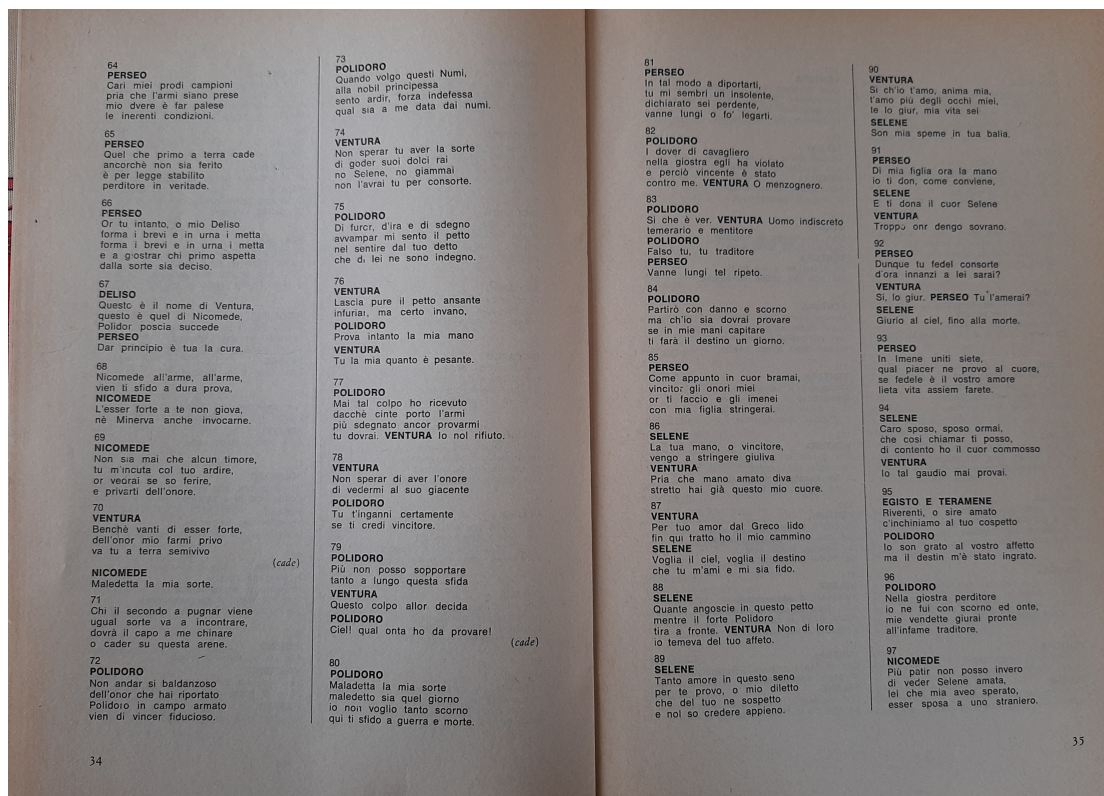 64
PERSEO
Cari miei prodi campioni
pria che l'armi siano prese
mio dvere è far palese
le inerenti condizioni.
65
PERSEO
Quel che primo a terra cade
ancorchè non sia ferito
è per legge stabilito
perditore in veritade.
66
PERSEO
Or tu intanto, o mio Deliso
forma i brevi e in urna i metta
forma i brevi e in urna i metta
e a giostrar chi primo aspetta
dalla sorte sia deciso.
67
DELISO
Questo è il nome di Ventura,
questo è quel di Nicomede,
Polidor poscia succede
PERSEO
Dar principio è tua la cura.
68
Nicomede all'arme, all'arme,
vien ti sfido a dura prova,
NICOMEDE
L'esser forte a te non giova,
nè Minerva anche invocarne.
69
NICOMEDE
Non sia mai che alcun timore,
tu m'incuta col tuo ardire,
or vedrai se so ferire,
e privarti dell'onore.
70
VENTURA
Benchè vanti di esser forte,
dell'onor mio farmi privo
va tu a terra semivivo
(cade)
NICOMEDE
Maledetta la mia sorte.
71
Chi il secondo a pugnar viene
ugual sorte va a incontrare,
dovrà il capo a me chinare
o cader su questa arene.
72
POLIDORO
Non andar si baldanzoso
dell'onor che hai riportato
Polidoro in campo armato
vien di vincer fiducioso.
34
73
POLIDORO
Quando volgo questi Numi,
alla nobil principessa
sento ardir, forza indefessa
qual sia a me data dai numi.
74
VENTURA
Non sperar tu aver la sorte
di goder suoi dolci rai
no Selene, no giammai
non l'avrai tu per consorte.
75
POLIDORO
Di furor, d'ira e di sdegno
avvampar mi sento il petto
nel sentire dal tuo detto
che di lei ne sono indegno.
76
VENTURA
Lascia pure il petto ansante
infuriar, ma certo invano,
POLIDORO
Prova intanto la mia mano
VENTURA
Tu la mia quanto è pesante.
77
POLIDORO
Mai tal colpo ho ricevuto
dacchè cinte porto l'armi
più sdegnato ancor provarmi
tu dovrai. VENTURA Io nol rifiuto.
78
VENTURA
Non sperar di aver l'onore
di vedermi al suo giacente
POLIDORO
Tu t'inganni certamente
se ti credi vincitore.
79
POLIDORO
Più non posso sopportare
tanto a lungo questa sfida
VENTURA
Questo colpo allor decida
POLIDORO
Ciel! qual onta ho da provare!
(cade)
80
POLIDORO
Maladetta la mia sorte
maledetto sia quel giorno
io non voglio tanto scorno
qui ti sfido a guerra e morte.
81
PERSEO
In tal modo a diportarti,
tu mi sembri un insolente,
dichiarato sei perdente,
vanne lungi o fo' legarti.
82
POLIDORO
I dover di cavagliero
nella giostra egli ha violato
e perciò vincente è stato
contro me. VENTURA O menzognero.
83
POLIDORO
Si che è ver. VENTURA Uomo indiscreto
temerario e mentitore
POLIDORO
Falso tu, tu traditore
PERSEO
Vanne lungi tel ripeto.
84
POLIDORO
Partirò con danno e scorno
ma ch'io sia dovrai provare
se in mie mani capitare
ti farà il destino un giorno.
85
PERSEO
Come appunto in cuor bramai,
vincitor gli onori miei
or ti faccio e gli imenei
con mia figlia stringerai.
86
SELENE
La tua mano, o vincitore,
vengo a stringere giuliva
VENTURA
Pria che mano amato diva
stretto hai già questo mio cuore.
87
VENTURA
Per tuo amor dal Greco lido
fin qui tratto ho il mio cammino
SELENE
Voglia il ciel, voglia il destino
che tu m'ami e mi sia fido.
88
SELENE
Quante angoscie in questo petto
mentre il forte Polidoro
tira a fronte. VENTURA Non di loro
io temeva del tuo affeto.
89
SELENE
Tanto amore in questo seno
per te provo, o mio diletto
che del tuo ne sospetto
e nol so credere appieno.
90
VENTURA
Si ch'io t'amo, anima mia,
t'amo più degli occhi miei,
te lo giur, mia vita sei
SELENE
Son mia speme in tua balia.
91
PERSEO
Di mia figlia ora la mano
io ti don, come conviene,
SELENE
E ti dona il cuor Selene
VENTURA
Troppo onr dengo sovrano.
92
PERSEO
Dunque tu fedel consorte
d'ora innanzi a lei sarai?
VENTURA
Si, lo giur. PERSEO Tu l'amerai?
SELENE
Giurio al ciel, fino alla morte.
93
PERSEO
In Imene uniti siete,
qual piacer ne provo al cuore,
se fedele è il vostro amore
lieta vita assiem farete.
94
SELENE
Caro sposo, sposo ormai,
che cosi chiamar ti posso,
di contento ho il cuor commosso
VENTURA
Io tal gaudio mai provai.
95
EGISTO E TERAMENE
Riverenti, o sire amato
c'inchiniamo al tuo cospetto
POLIDORO
Io son grato al vostro affetto
ma il destin m'è stato ingrato.
96
POLIDORO
Nella giostra perditore
io ne fui con scorno ed onte,
mie vendette giurai pronte
all'infame traditore.
97
NICOMEDE
Più patir non posso invero
di veder Selene amata,
lei che mia aveo sperato,
esser sposa a uno straniero.
35